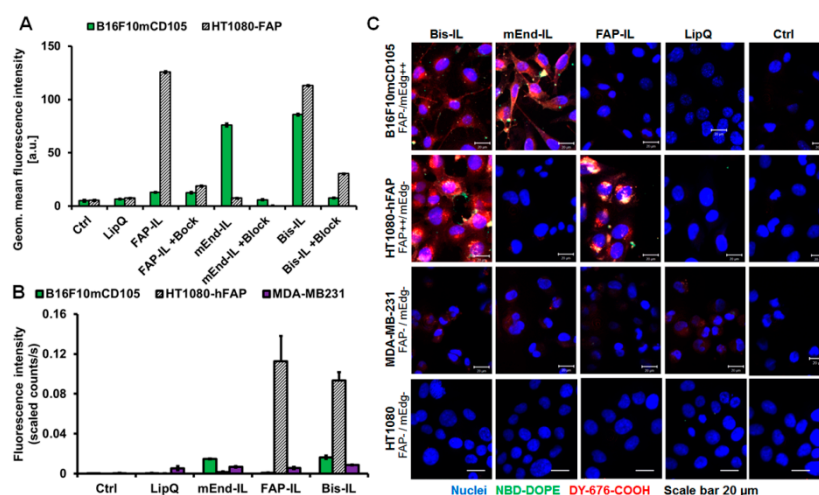 A
B16F10mCD105 HT1080-FAP
Geom. mean fluorescence intensity
[a.u.]
150
100
50
0
Ctrl
LipQ
FAP-IL
FAP-IL +Bock
mEnd-IL
mEnd-IL+Block
Bis-IL
Bis-IL +Block
B
B16F10mCD105 HT1080-hFAP MDA-MB231
Fluorescence intensity
(scaled counts/s)
0.16
0.12
0.08
0.04
0
Ctrl LipQ mEnd-IL FAP-IL Bis-IL
C
Bis-IL mEnd-IL FAP-IL LipQ Ctrl
B16F10mCD105
FAP-/mEdg++
HT1080-hFAP
FAP++/mEdg-
MDA-MB-231
FAP- / mEdg-
HT1080
FAP- / mEdg-
Nuclei NBD-DOPE DY-676-COOH Scale bar 20 µm